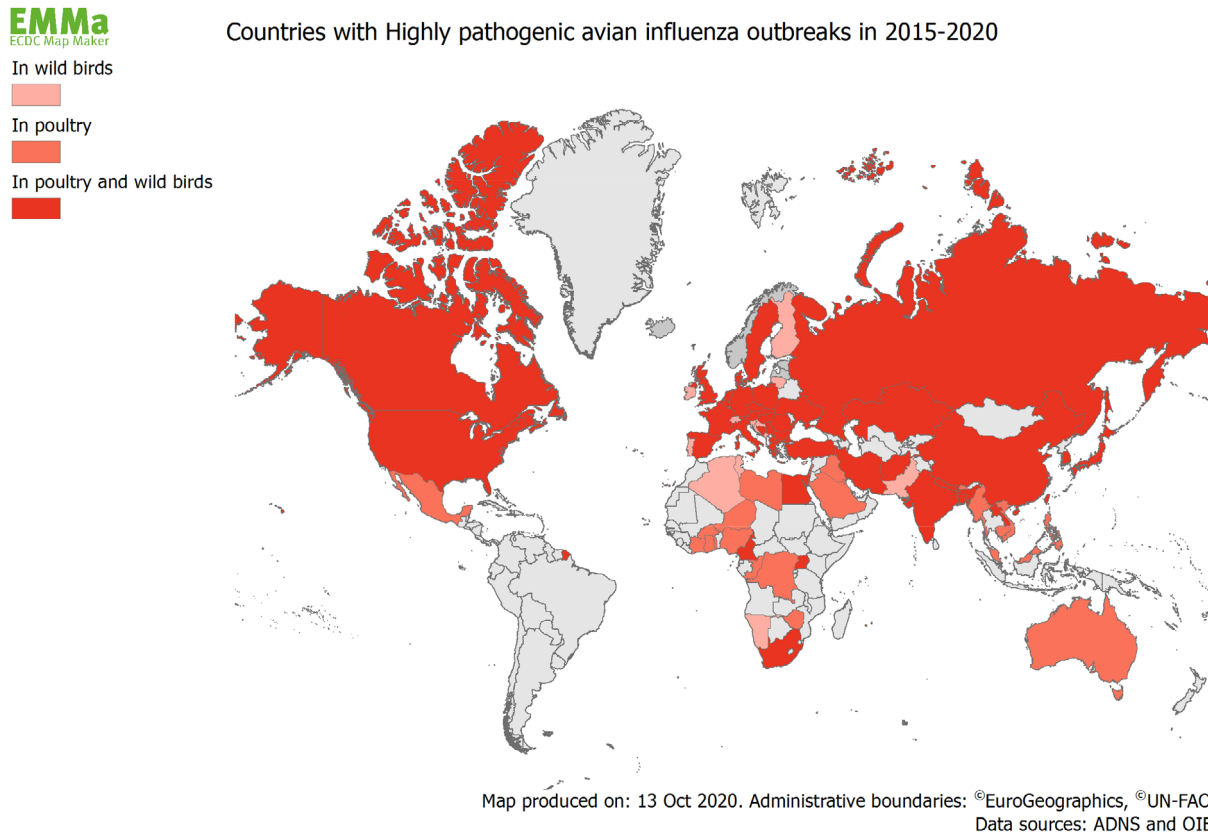 EMMa
ECDC Map Maker
Countries with Highly pathogenic avian influenza outbreaks in 2015-2020
In wild birds
In poultry
In poultry and wild birds
Map produced on: 13 Oct 2020. Administrative boundaries: ©EuroGeographics, ©UN-FAO
Data sources: ADNS and OIE